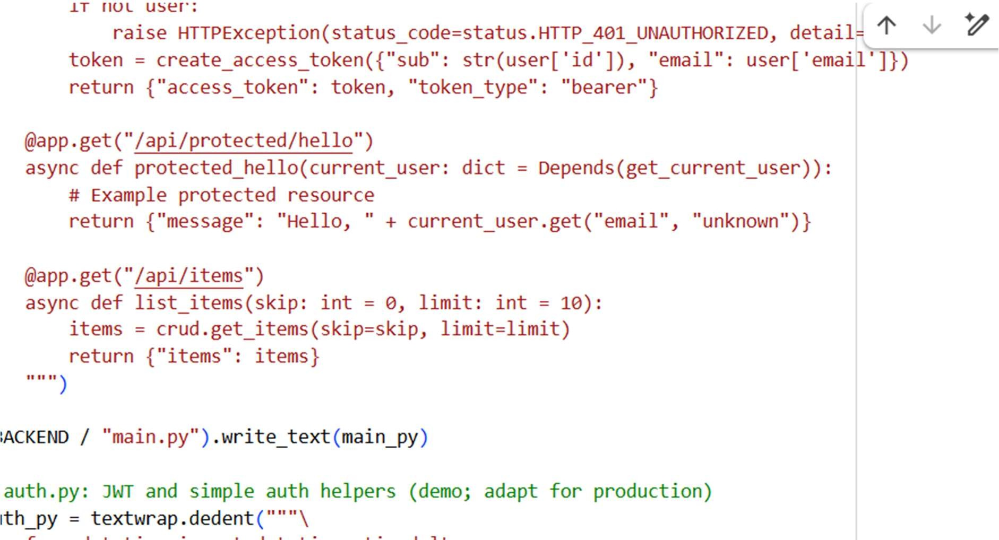 if not user:
raise HTTPException(status_code=status.HTTP_401_UNAUTHORIZED, detail=
token = create_access_token({"sub": str(user['id']), "email": user['email']})
return {"access_token": token, "token_type": "bearer"}
@app.get("/api/protected/hello")
async def protected_hello(current_user: dict = Depends(get_current_user)):
# Example protected resource
return {"message": "Hello, " + current_user.get("email", "unknown")}
@app.get("/api/items")
async def list_items(skip: int = 0, limit: int = 10):
items = crud.get_items(skip=skip, limit=limit)
return {"items": items}
""")
BACKEND / "main.py").write_text(main_py)
auth.py: JWT and simple auth helpers (demo; adapt for production)
th_py = textwrap.dedent("""\